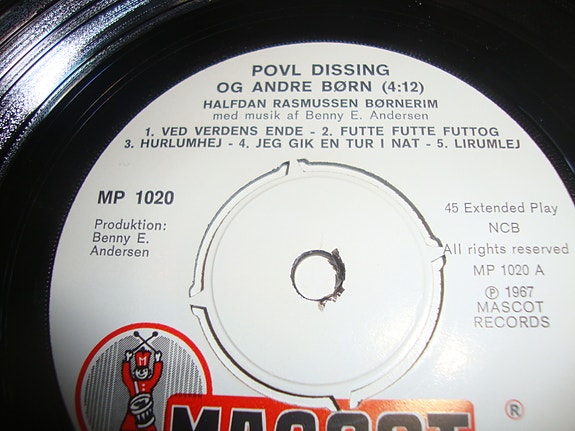 POVL DISSING
OG ANDRE BØRN (4:12)
HALFDAN RASMUSSEN BØRNERIM
med musik af Benny E. Andersen
1. VED VERDENS ENDE - 2. FUTTE FUTTE FUTTOG
3. HURLUMHEJ - 4. JEG GIK EN TUR I NAT - 5. LIRUMLEJ
MP 1020
Produktion:
Benny E.
Andersen
45 Extended Play
NCB
All rights reserved
MP 1020 A
℗ 1967
MASCOT
RECORDS
M
MASCOT
®